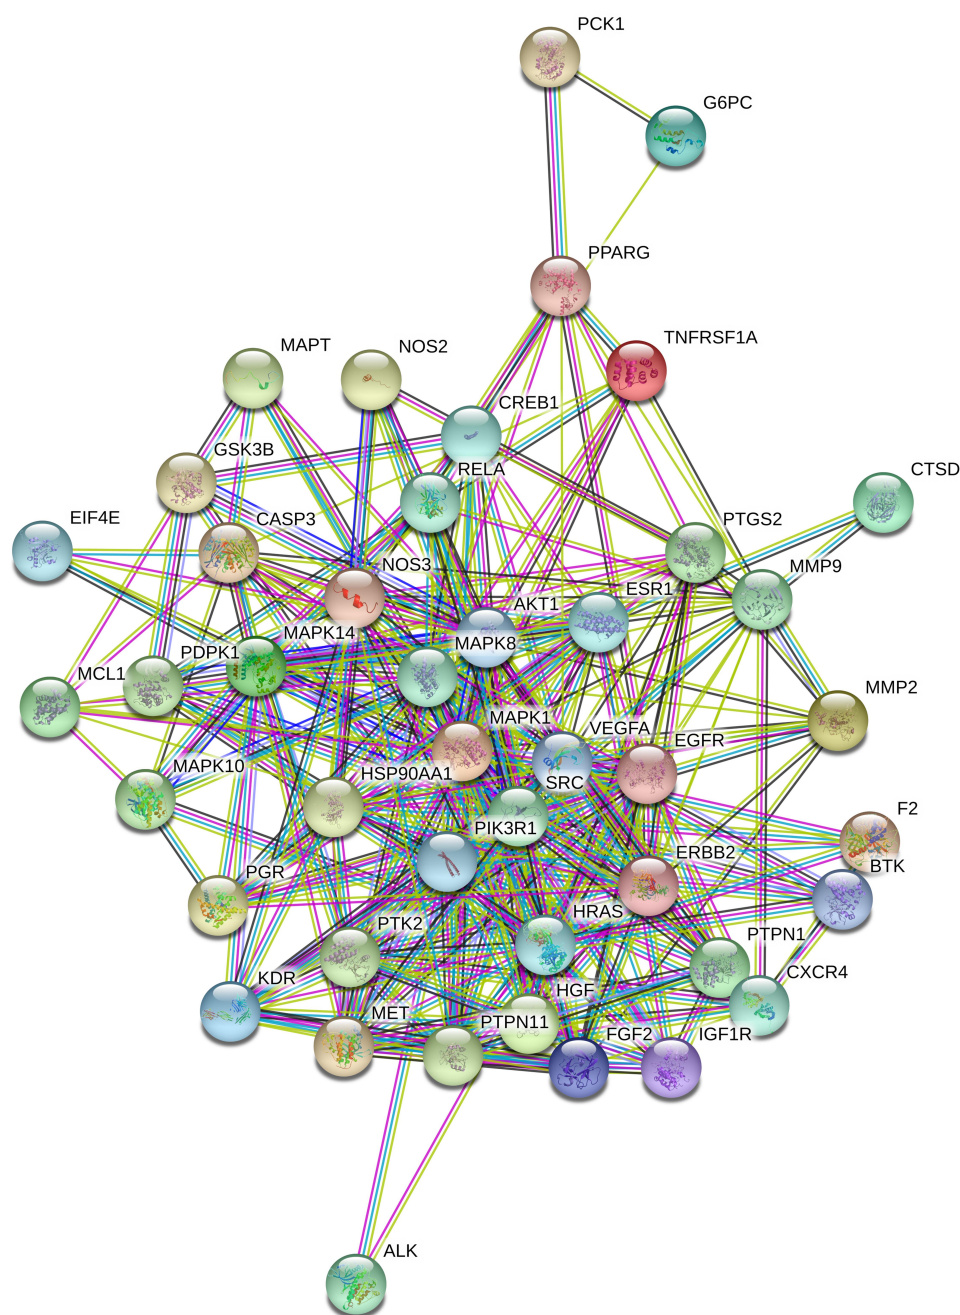 PCK1
G6PC
PPARG
TNFRSF1A
MAPT
NOS2
CREB1
GSK3B
RELA
CTSD
EIF4E
CASP3
PTGS2
NOS3
MMP9
ESR1
AKT1
MAPK14
MAPK8
PDPK1
MCL1
MMP2
MAPK1
VEGFA
EGFR
MAPK10
HSP90AA1
SRC
F2
PIK3R1
ERBB2
BTK
PGR
HRAS
PTK2
PTPN1
CXCR4
KDR
HGF
MET
PTPN11
FGF2
IGF1R
ALK